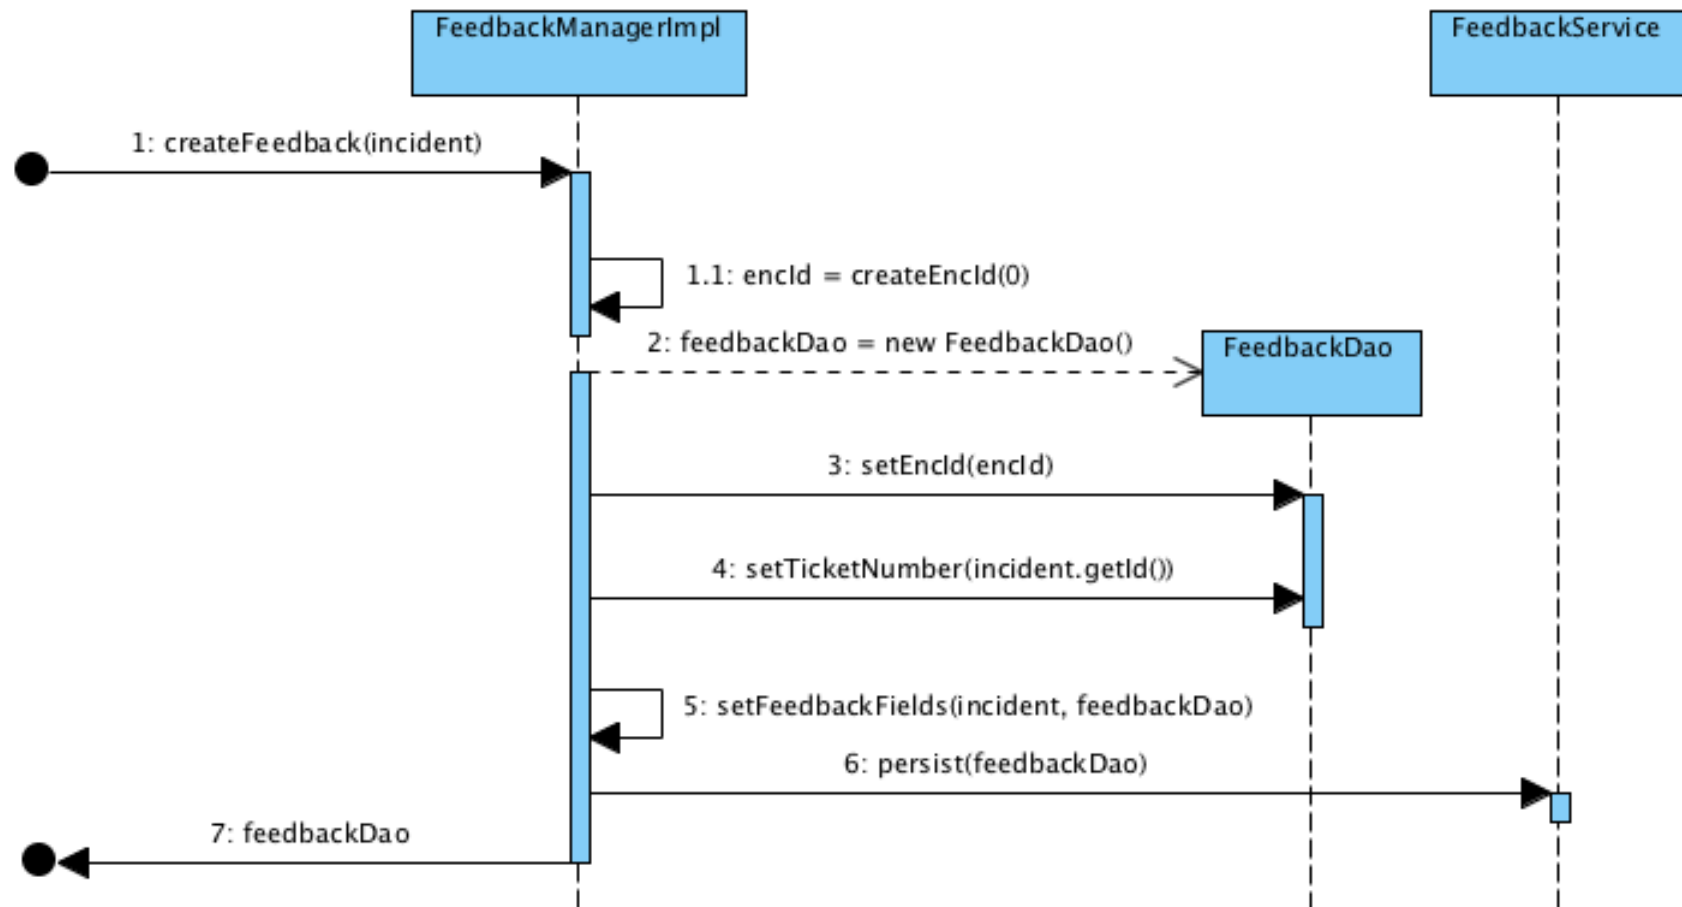 FeedbackManagerImpl
FeedbackService
1: createFeedback(incident)
1.1: encId = createEncId(0)
2: feedbackDao = new FeedbackDao()
FeedbackDao
3: setEncId(encId)
4: setTicketNumber(incident.getId())
5: setFeedbackFields(incident, feedbackDao)
6: persist(feedbackDao)
7: feedbackDao